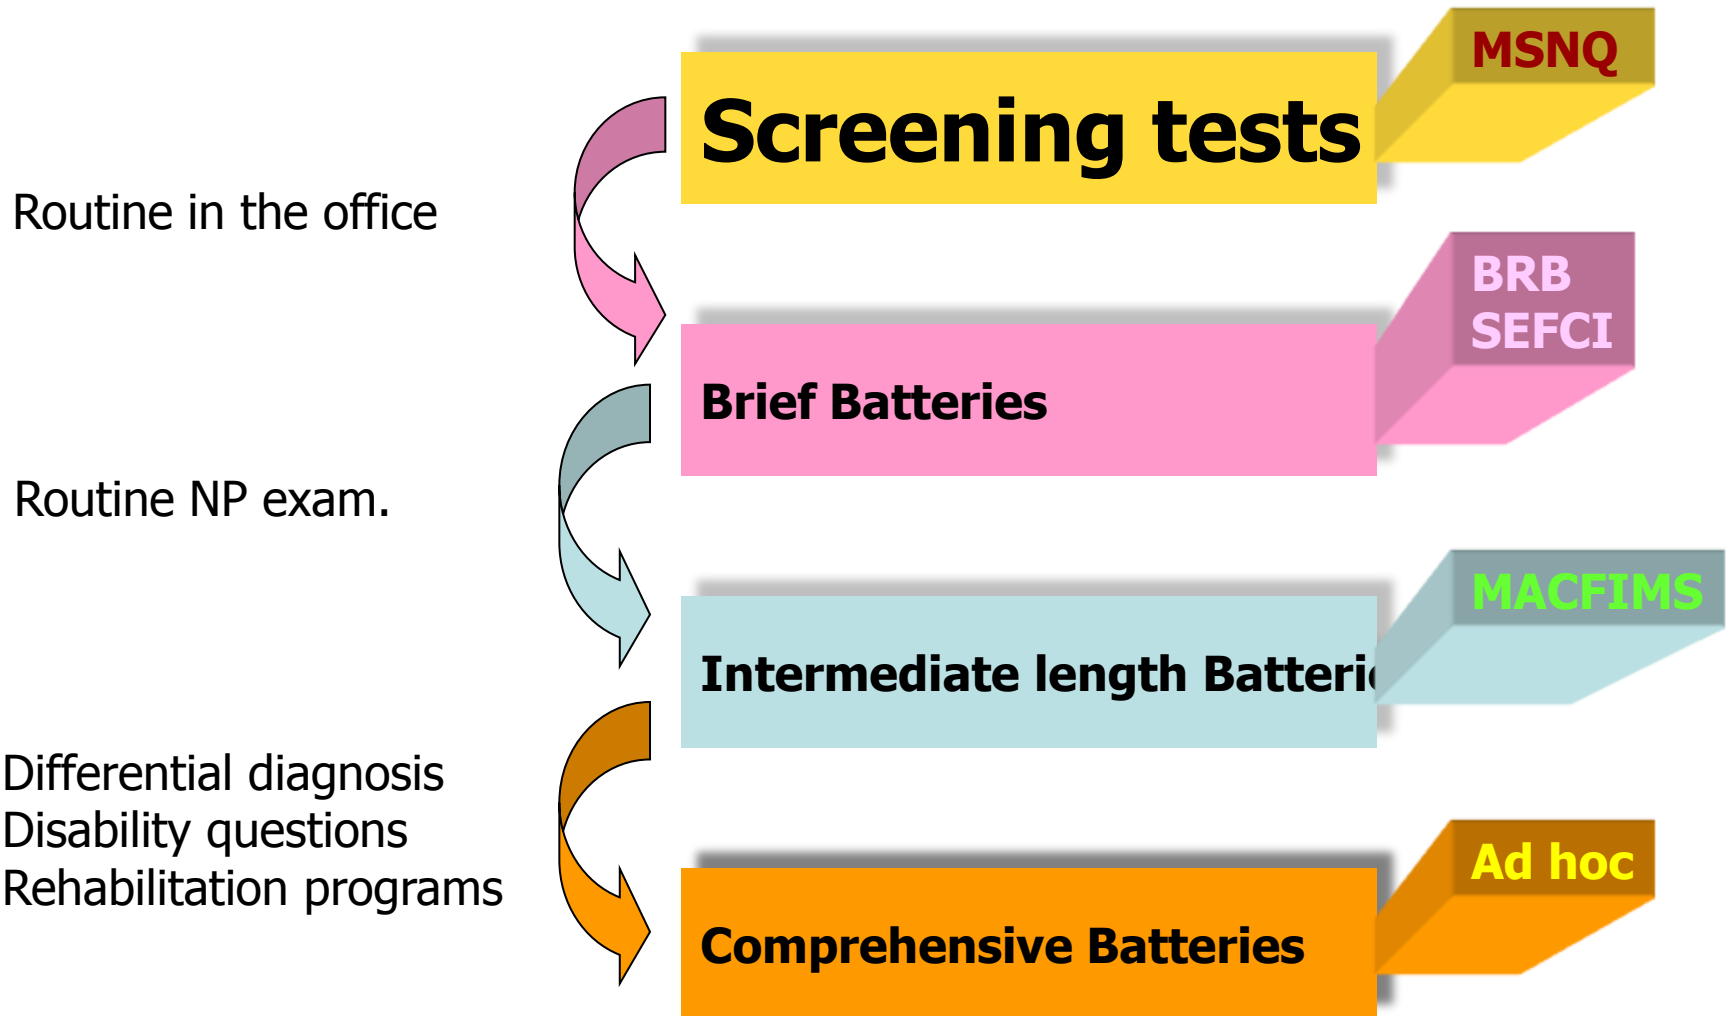 MSNQ
Screening tests
Routine in the office
BRB
SEFCI
Brief Batteries
Routine NP exam.
MACFIMS
Intermediate length Batterie
Differential diagnosis
Disability questions
Rehabilitation programs
Ad hoc
Comprehensive Batteries